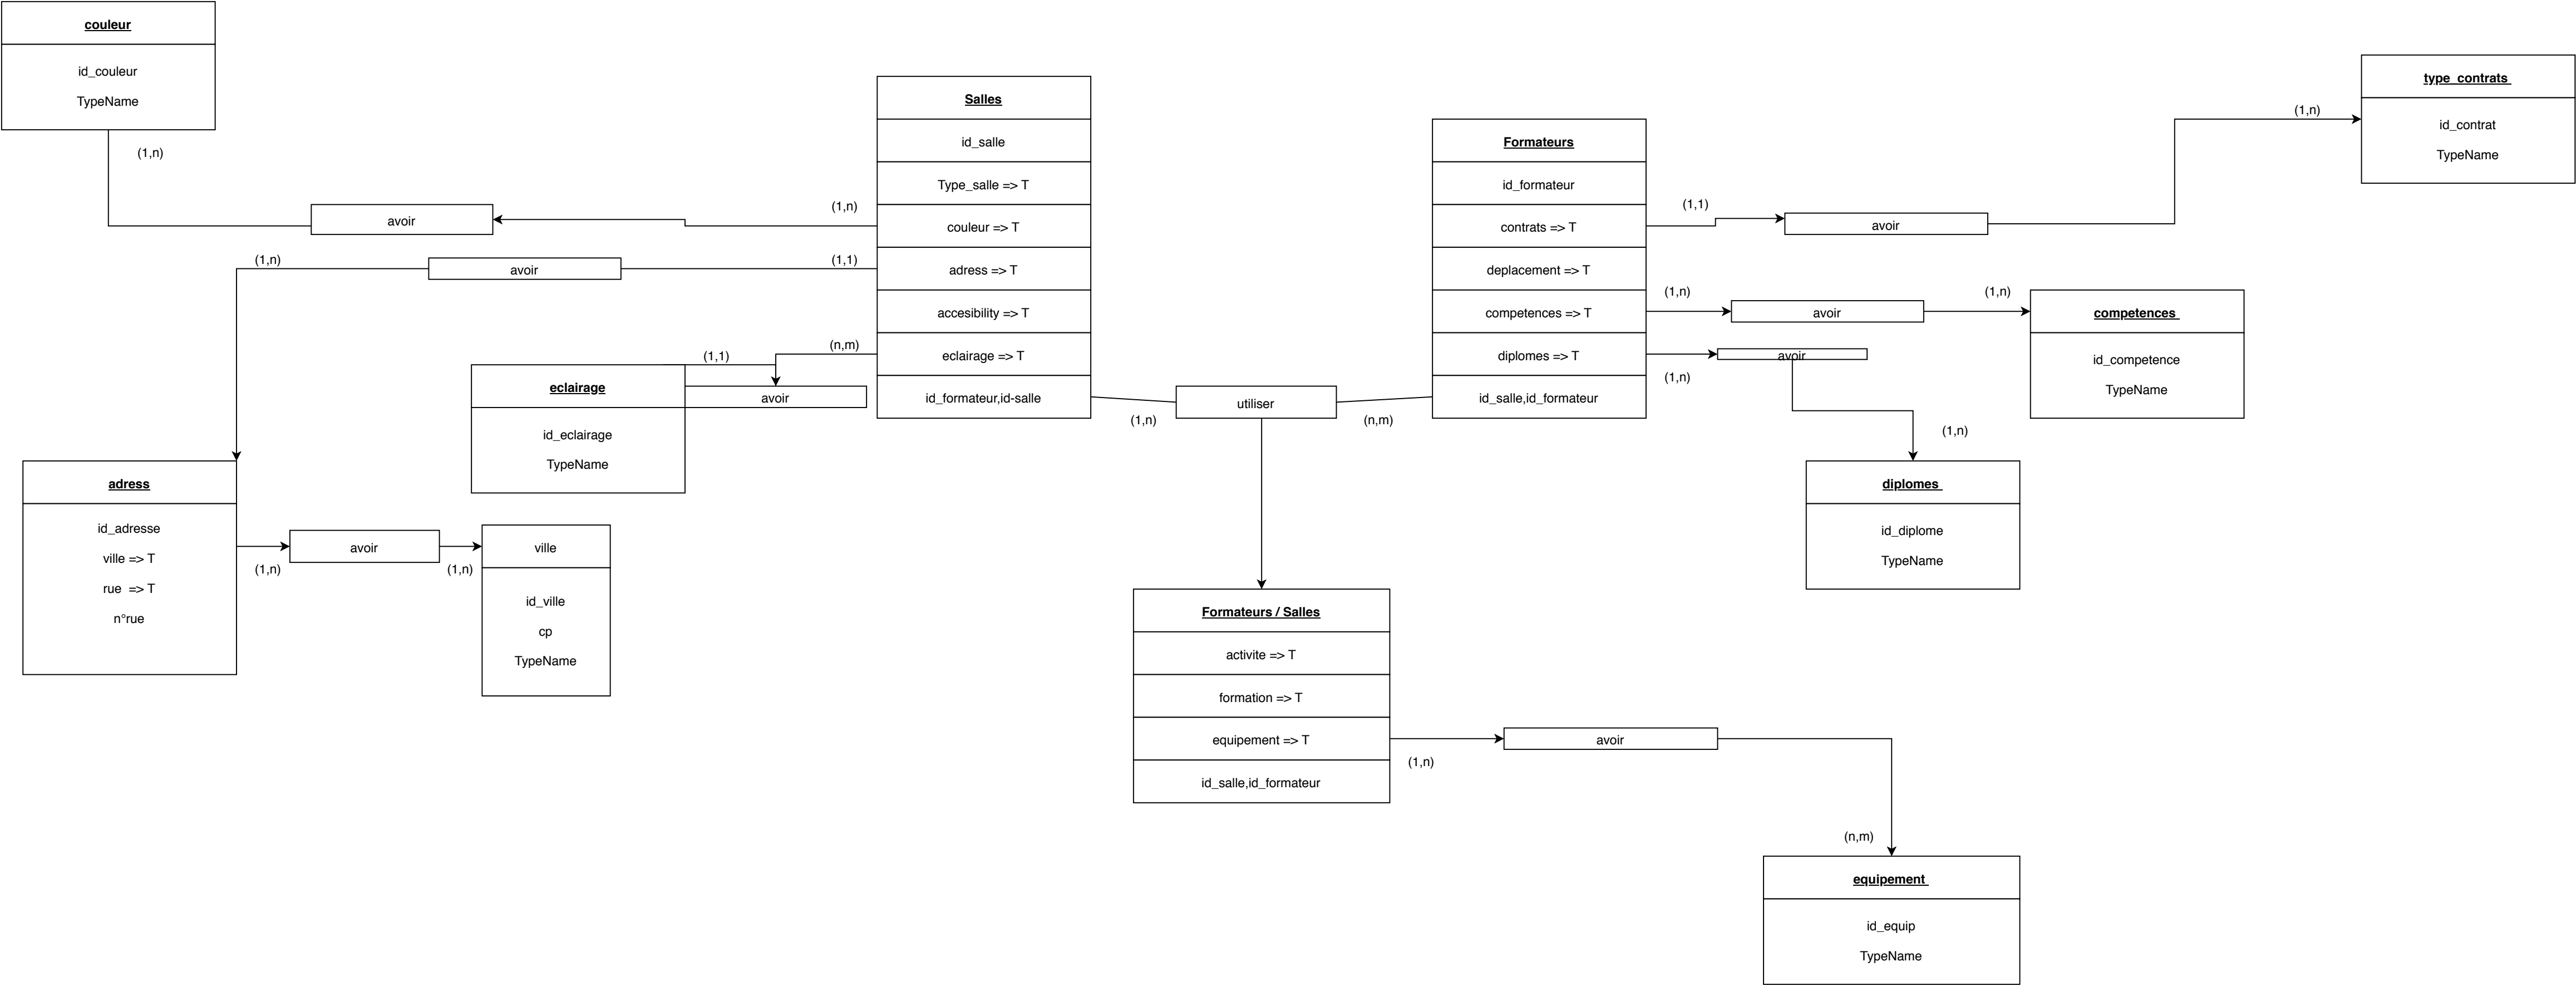 couleur
id_couleur
TypeName
(1,n)
avoir
(1,n)
(1,n)
avoir
(1,1)
Salles
id_salle
Type_salle => T
couleur => T
adress => T
accesibility => T
eclairage => T
id_formateur,id-salle
(1,1)
(n,m)
avoir
eclairage
id_eclairage
TypeName
adress
id_adresse
ville => T
rue => T
n°rue
(1,n)
avoir
(1,n)
ville
id_ville
cp
TypeName
(1,n)
utiliser
(n,m)
Formateurs
id_formateur
contrats => T
deplacement => T
competences => T
diplomes => T
id_salle,id_formateur
(1,1)
avoir
(1,n)
type_contrats
id_contrat
TypeName
(1,n)
avoir
(1,n)
competences
id_competence
TypeName
avoir
(1,n)
(1,n)
diplomes
id_diplome
TypeName
Formateurs / Salles
activite => T
formation => T
equipement => T
id_salle,id_formateur
(1,n)
avoir
(n,m)
equipement
id_equip
TypeName